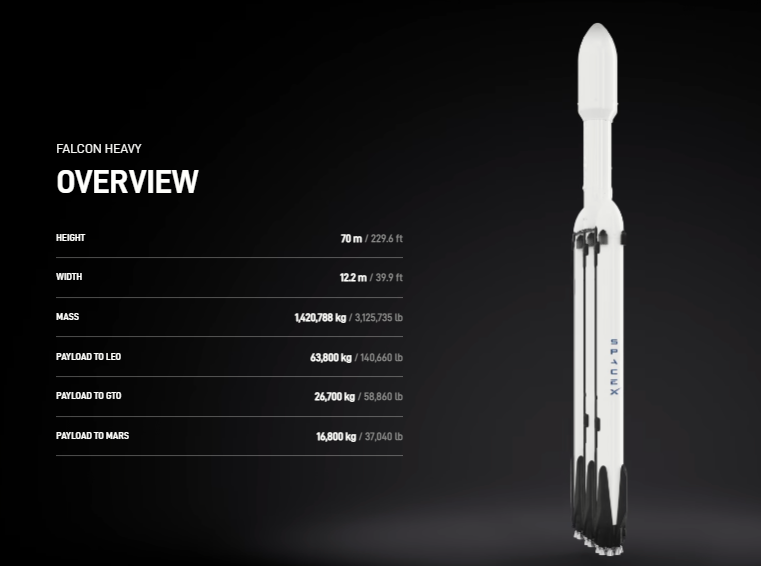 FALCON HEAVY
OVERVIEW
HEIGHT 70 m / 229.6 ft
WIDTH 12.2 m / 39.9 ft
MASS 1,420,788 kg / 3,125,735 lb
PAYLOAD TO LEO 63,800 kg / 140,660 lb
PAYLOAD TO GTO 26,700 kg / 58,860 lb
PAYLOAD TO MARS 16,800 kg / 37,040 lb
SPACEX